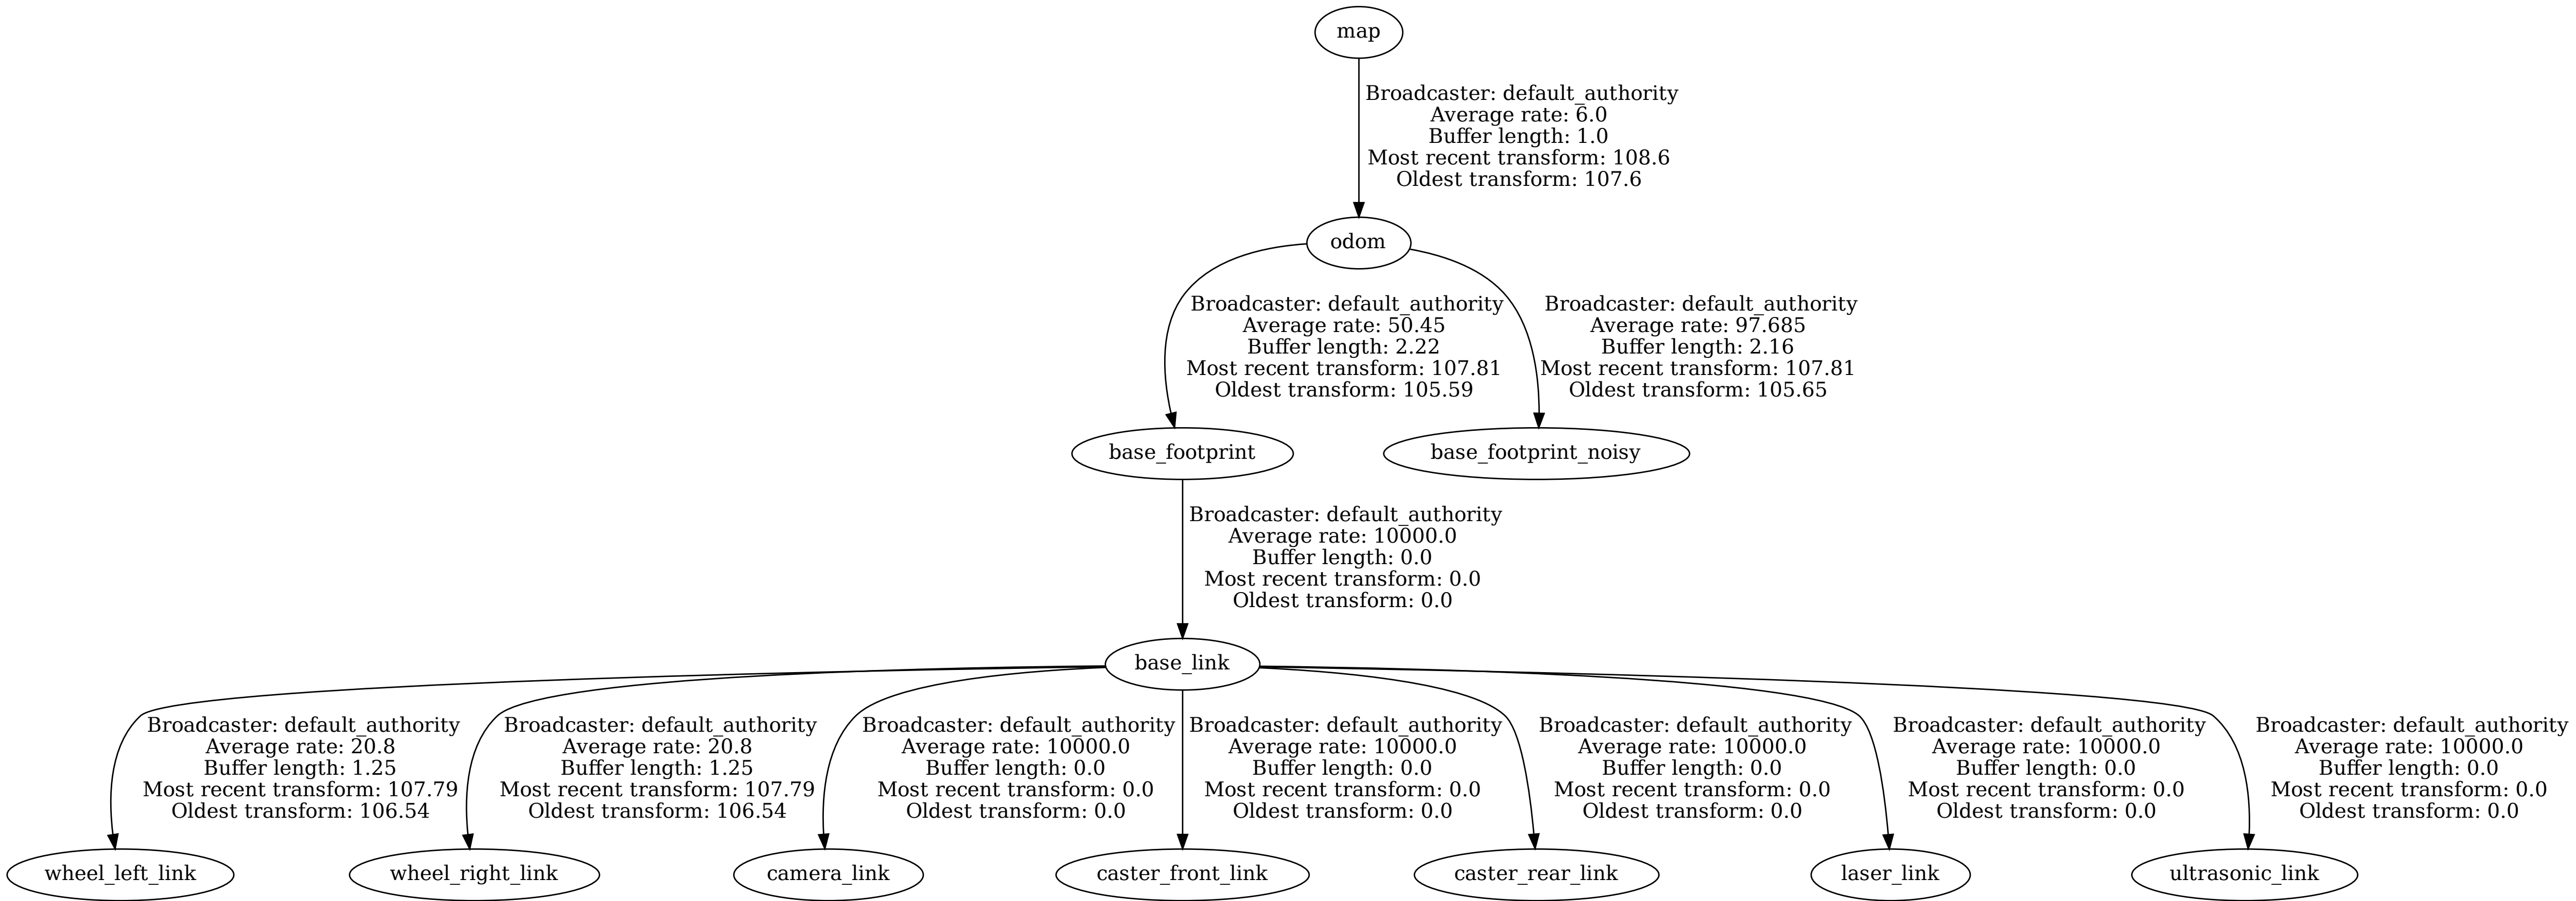 map
Broadcaster: default_authority
Average rate: 6.0
Buffer length: 1.0
Most recent transform: 108.6
Oldest transform: 107.6
odom
Broadcaster: default_authority
Average rate: 50.45
Buffer length: 2.22
Most recent transform: 107.81
Oldest transform: 105.59
Broadcaster: default_authority
Average rate: 97.685
Buffer length: 2.16
Most recent transform: 107.81
Oldest transform: 105.65
base_footprint
base_footprint_noisy
Broadcaster: default_authority
Average rate: 10000.0
Buffer length: 0.0
Most recent transform: 0.0
Oldest transform: 0.0
base_link
Broadcaster: default_authority
Average rate: 20.8
Buffer length: 1.25
Most recent transform: 107.79
Oldest transform: 106.54
Broadcaster: default_authority
Average rate: 20.8
Buffer length: 1.25
Most recent transform: 107.79
Oldest transform: 106.54
Broadcaster: default_authority
Average rate: 10000.0
Buffer length: 0.0
Most recent transform: 0.0
Oldest transform: 0.0
Broadcaster: default_authority
Average rate: 10000.0
Buffer length: 0.0
Most recent transform: 0.0
Oldest transform: 0.0
Broadcaster: default_authority
Average rate: 10000.0
Buffer length: 0.0
Most recent transform: 0.0
Oldest transform: 0.0
Broadcaster: default_authority
Average rate: 10000.0
Buffer length: 0.0
Most recent transform: 0.0
Oldest transform: 0.0
Broadcaster: default_authority
Average rate: 10000.0
Buffer length: 0.0
Most recent transform: 0.0
Oldest transform: 0.0
wheel_left_link
wheel_right_link
camera_link
caster_front_link
caster_rear_link
laser_link
ultrasonic_link